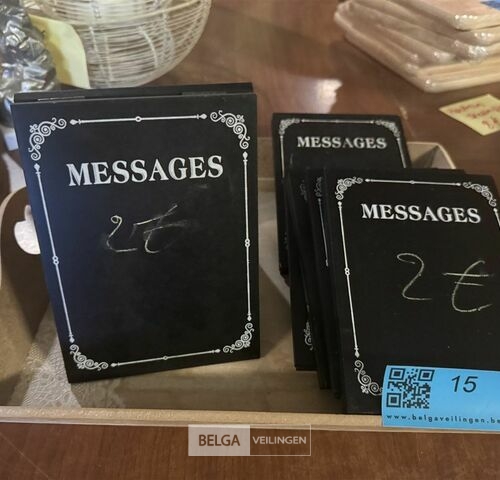 MESSAGES
2€
MESSAGES
MESSAGES
2€
15
www.belgaveilingen.be
BELGA VEILINGEN